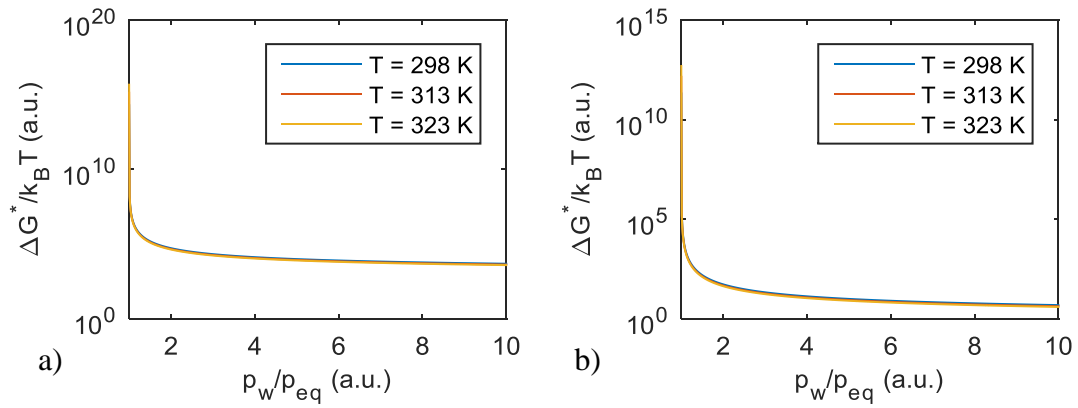 10^20
10^10
10^0
ΔG^*/k_BT (a.u.)
T = 298 K
T = 313 K
T = 323 K
2 4 6 8 10
p_w/p_eq (a.u.)
a)
10^15
10^10
10^5
10^0
ΔG^*/k_BT (a.u.)
T = 298 K
T = 313 K
T = 323 K
2 4 6 8 10
p_w/p_eq (a.u.)
b)